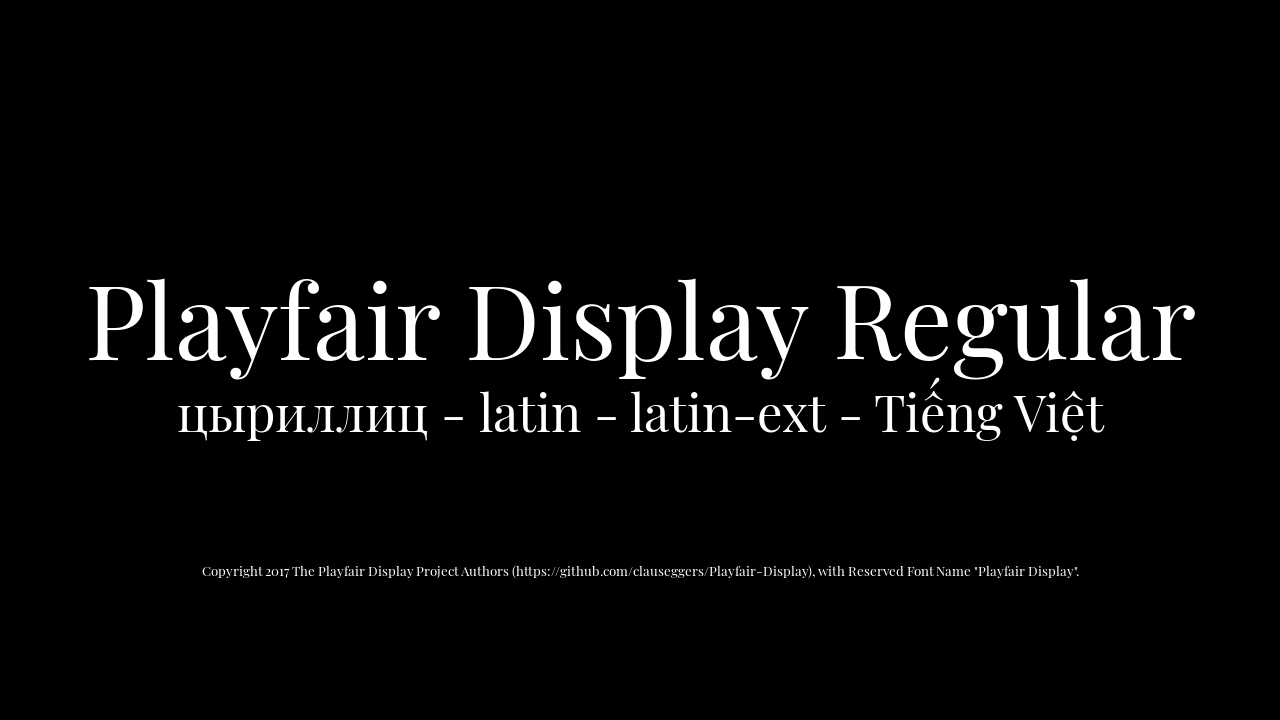 Playfair Display Regular
цыриллиц - latin - latin-ext - Tiếng Việt
Copyright 2017 The Playfair Display Project Authors (https://github.com/clauseggers/Playfair-Display), with Reserved Font Name "Playfair Display".